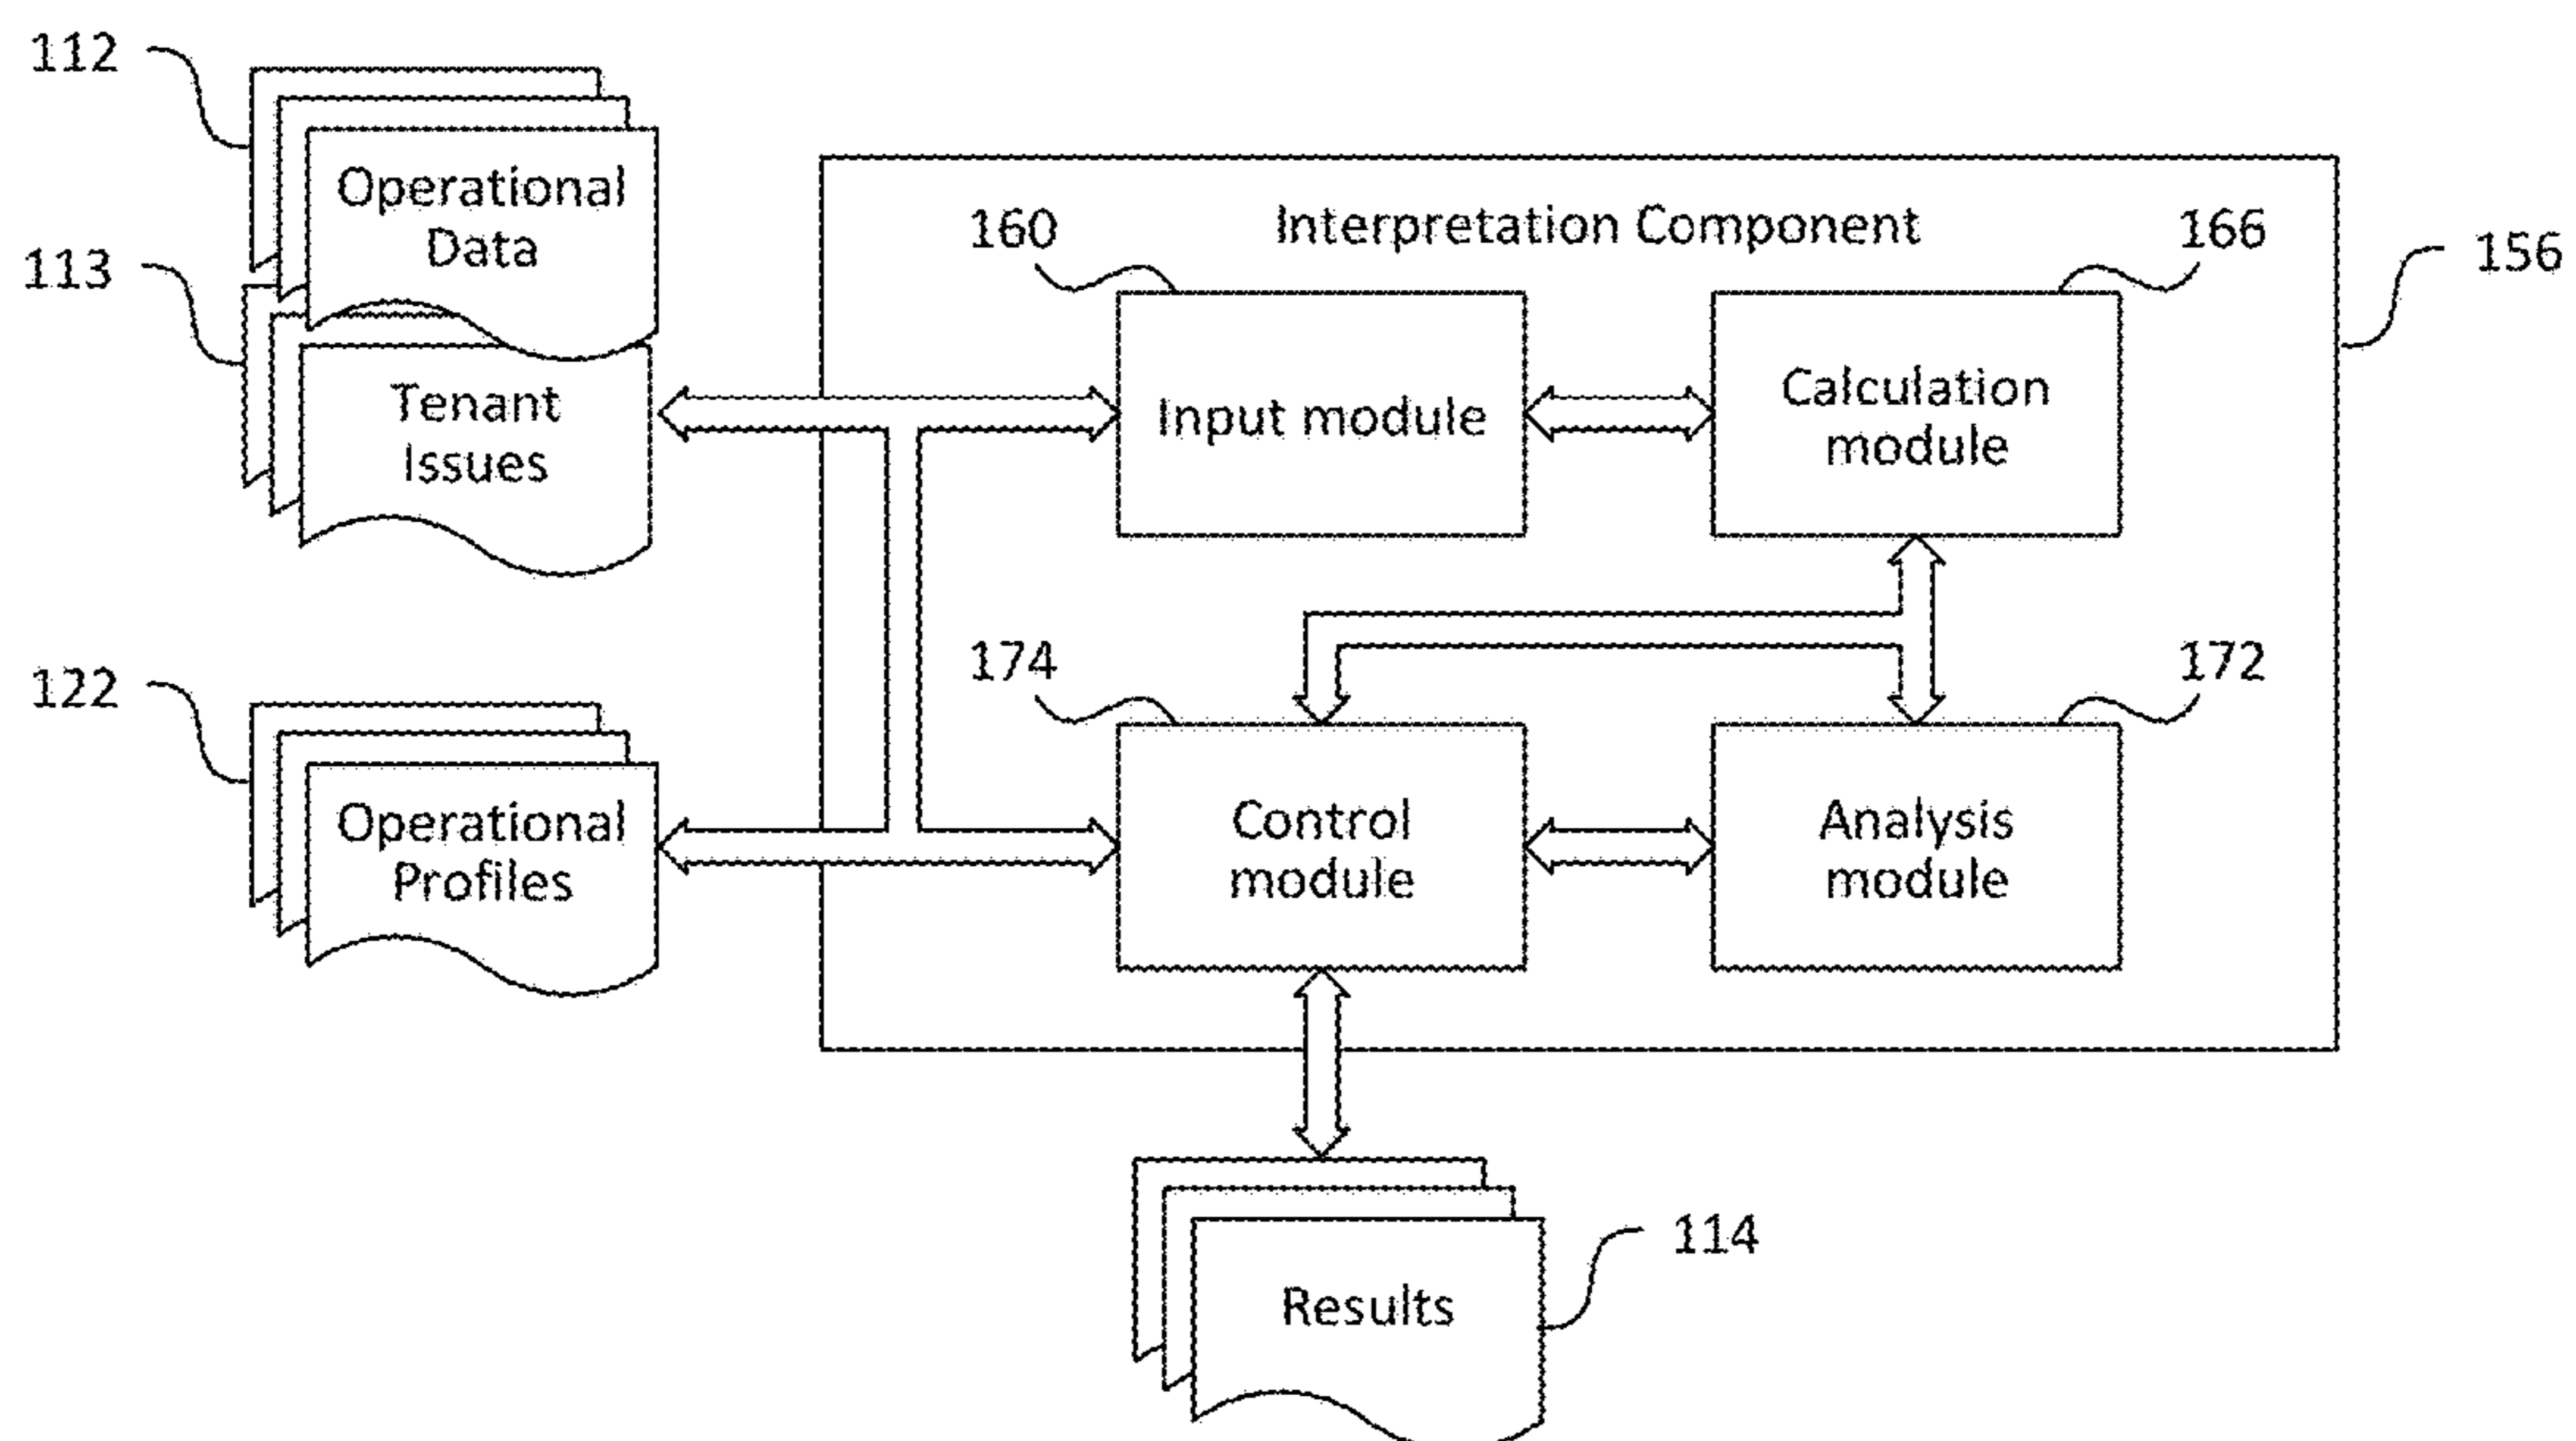 112
Operational
Data
113
Tenant
Issues
Interpretation Component
160
166
156
Input module
Calculation
module
122
Operational
Profiles
174
172
Control
module
Analysis
module
Results
114